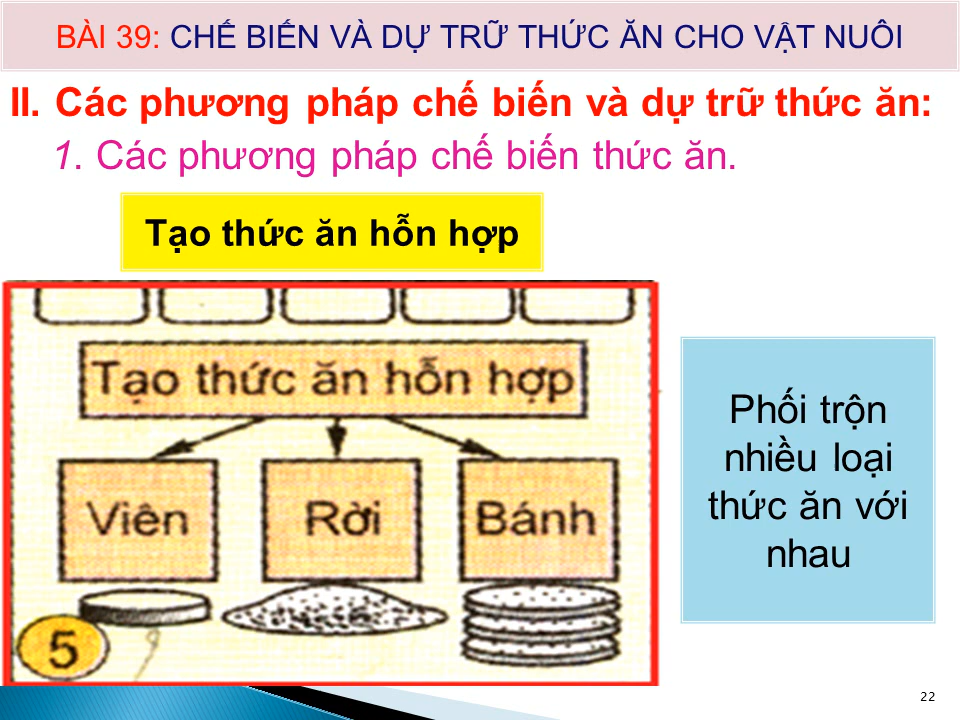 BÀI 39: CHẾ BIẾN VÀ DỰ TRỮ THỨC ĂN CHO VẬT NUÔI
II. Các phương pháp chế biến và dự trữ thức ăn:
1. Các phương pháp chế biến thức ăn.
Tạo thức ăn hỗn hợp
Tạo thức ăn hỗn hợp
Viên Rời Bánh
5
Phối trộn
nhiều loại
thức ăn với
nhau
22